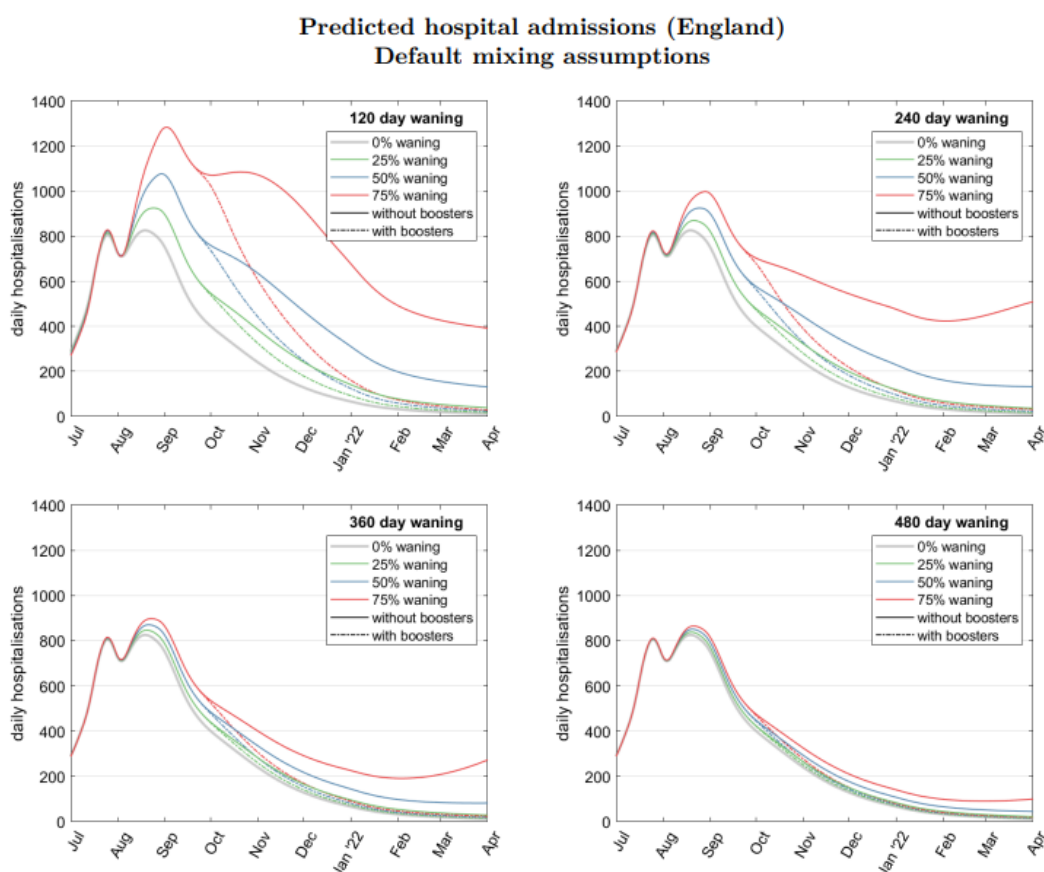 Predicted hospital admissions (England)
Default mixing assumptions
120 day waning
0% waning
25% waning
50% waning
75% waning
without boosters
with boosters
daily hospitalisations
1400
1200
1000
800
600
400
200
0
Jul
Aug
Sep
Oct
Nov
Dec
Jan '22
Feb
Mar
Apr
240 day waning
0% waning
25% waning
50% waning
75% waning
without boosters
with boosters
daily hospitalisations
1400
1200
1000
800
600
400
200
0
Jul
Aug
Sep
Oct
Nov
Dec
Jan '22
Feb
Mar
Apr
360 day waning
0% waning
25% waning
50% waning
75% waning
without boosters
with boosters
daily hospitalisations
1400
1200
1000
800
600
400
200
0
Jul
Aug
Sep
Oct
Nov
Dec
Jan '22
Feb
Mar
Apr
480 day waning
0% waning
25% waning
50% waning
75% waning
without boosters
with boosters
daily hospitalisations
1400
1200
1000
800
600
400
200
0
Jul
Aug
Sep
Oct
Nov
Dec
Jan '22
Feb
Mar
Apr